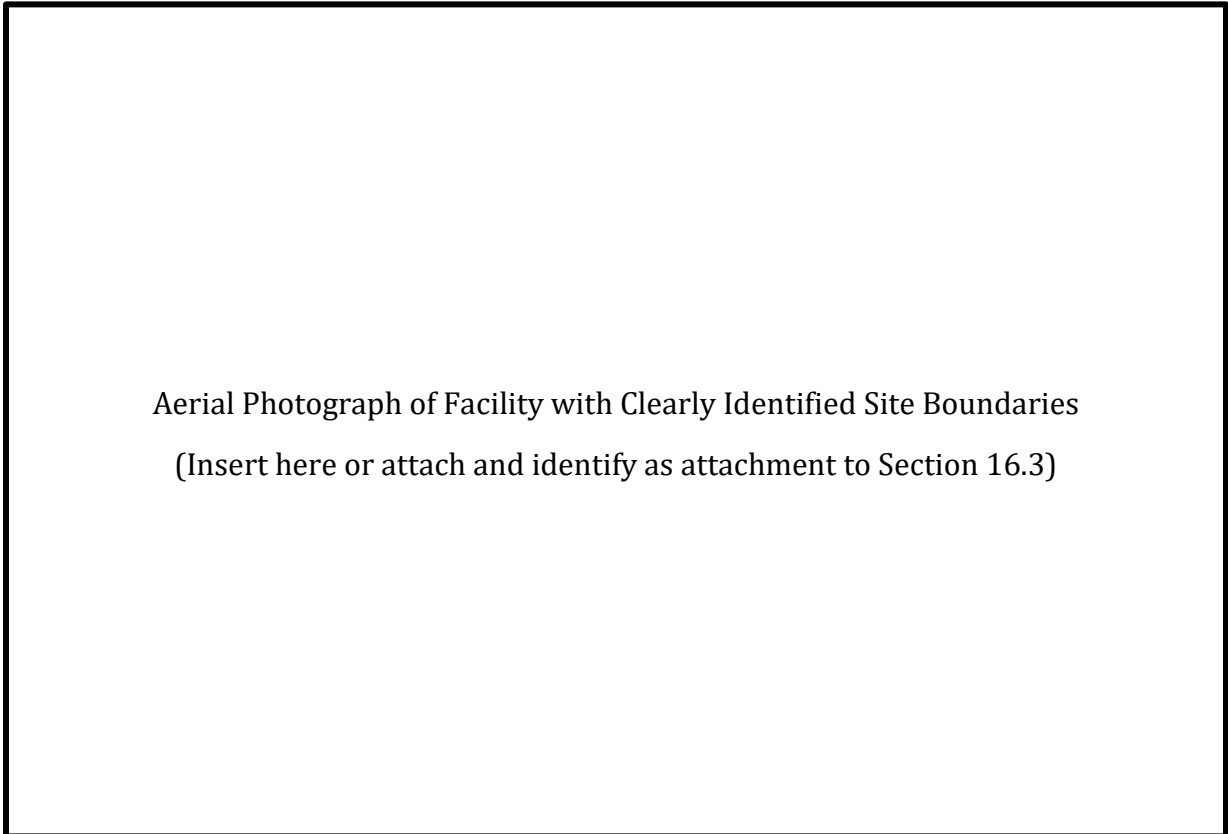 Aerial Photograph of Facility with Clearly Identified Site Boundaries
(Insert here or attach and identify as attachment to Section 16.3)